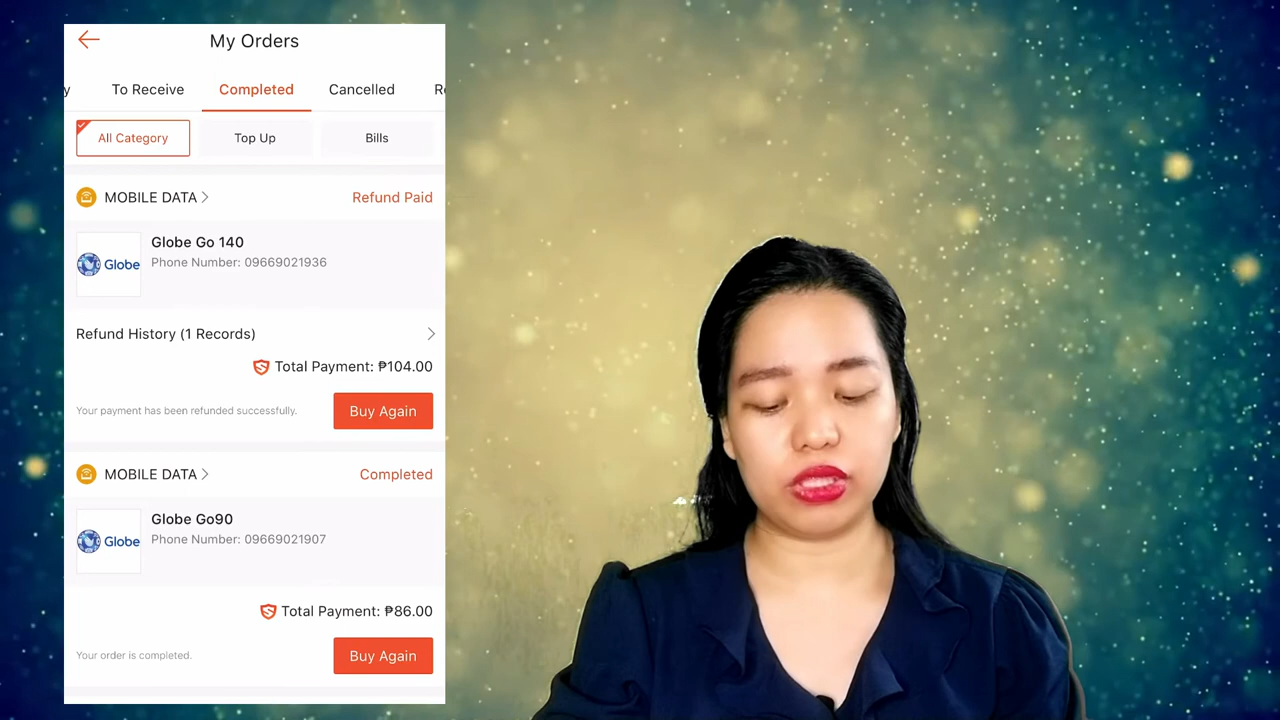 My Orders
y To Receive Completed Cancelled Re
All Category Top Up Bills
MOBILE DATA Refund Paid
Globe Go 140
Phone Number: 09669021936
Globe
Refund History (1 Records)
Total Payment: ₱104.00
Your payment has been refunded successfully.
Buy Again
MOBILE DATA Completed
Globe Go90
Phone Number: 09669021907
Globe
Total Payment: ₱86.00
Your order is completed.
Buy Again